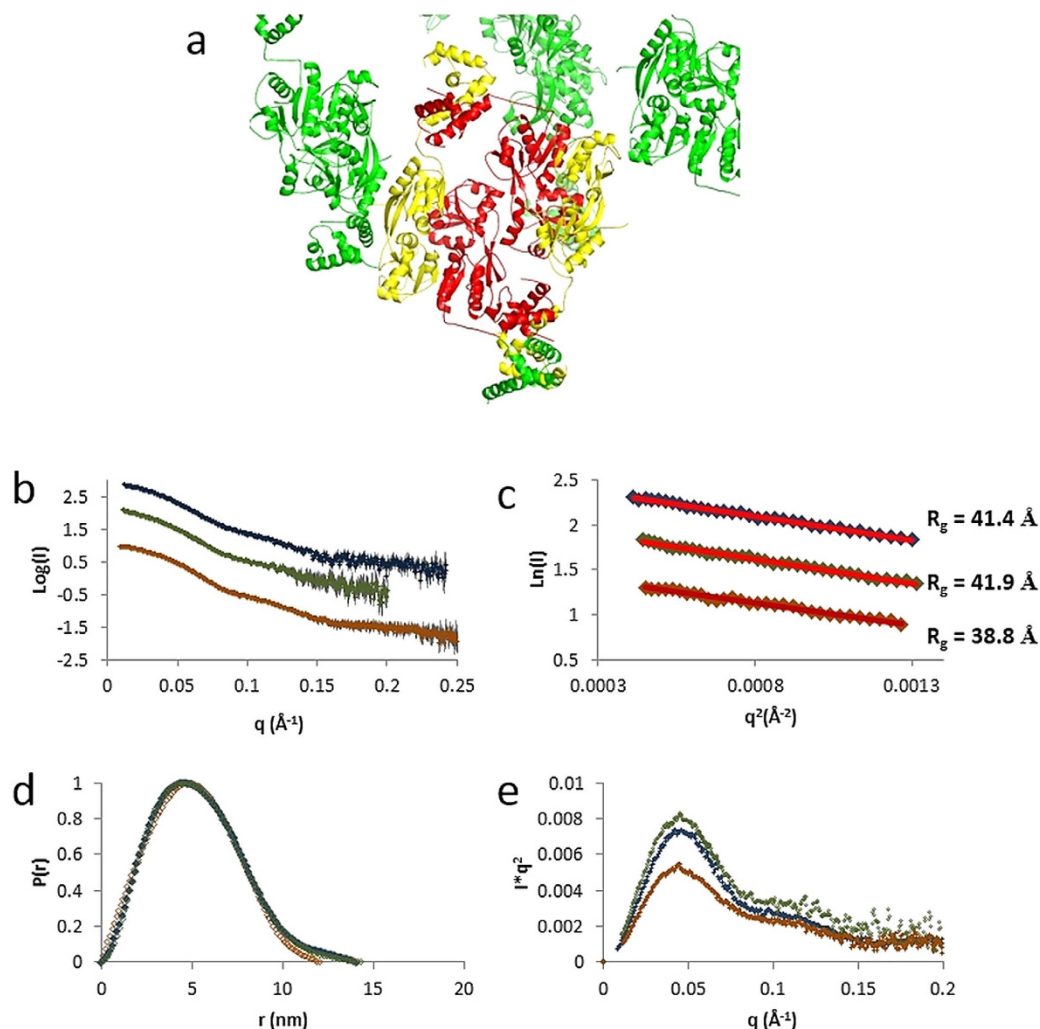 a
b
2.5
1.5
0.5
-0.5
-1.5
-2.5
Log(I)
0
0.05
0.1
0.15
0.2
0.25
q (Å⁻¹)
c
2.5
2
1.5
1
0.5
Ln(I)
0.0003
0.0008
0.0013
q²(Å⁻²)
Rg = 41.4 Å
Rg = 41.9 Å
Rg = 38.8 Å
d
1
0.8
0.6
0.4
0.2
0
P(r)
0
5
10
15
20
r (nm)
e
0.01
0.008
0.006
0.004
0.002
0
I*q²
0
0.05
0.1
0.15
0.2
q (Å⁻¹)